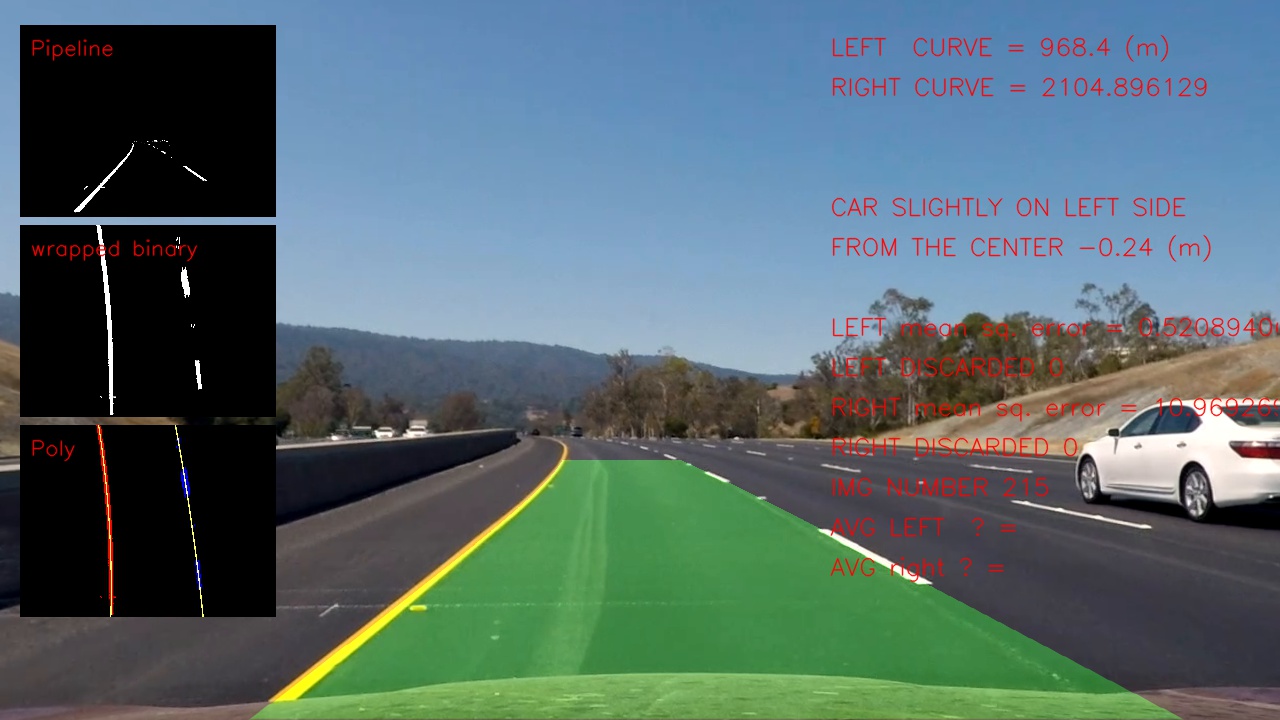 Pipeline
wrapped binary
Poly
LEFT CURVE = 968.4 (m)
RIGHT CURVE = 2104.896129
CAR SLIGHTLY ON LEFT SIDE
FROM THE CENTER -0.24 (m)
LEFT mean sq. error = 0.5208940
LEFT DISCARDED 0
RIGHT mean sq. error = 10.96926
RIGHT DISCARDED 0
IMG NUMBER 215
AVG LEFT ? =
AVG right ? =